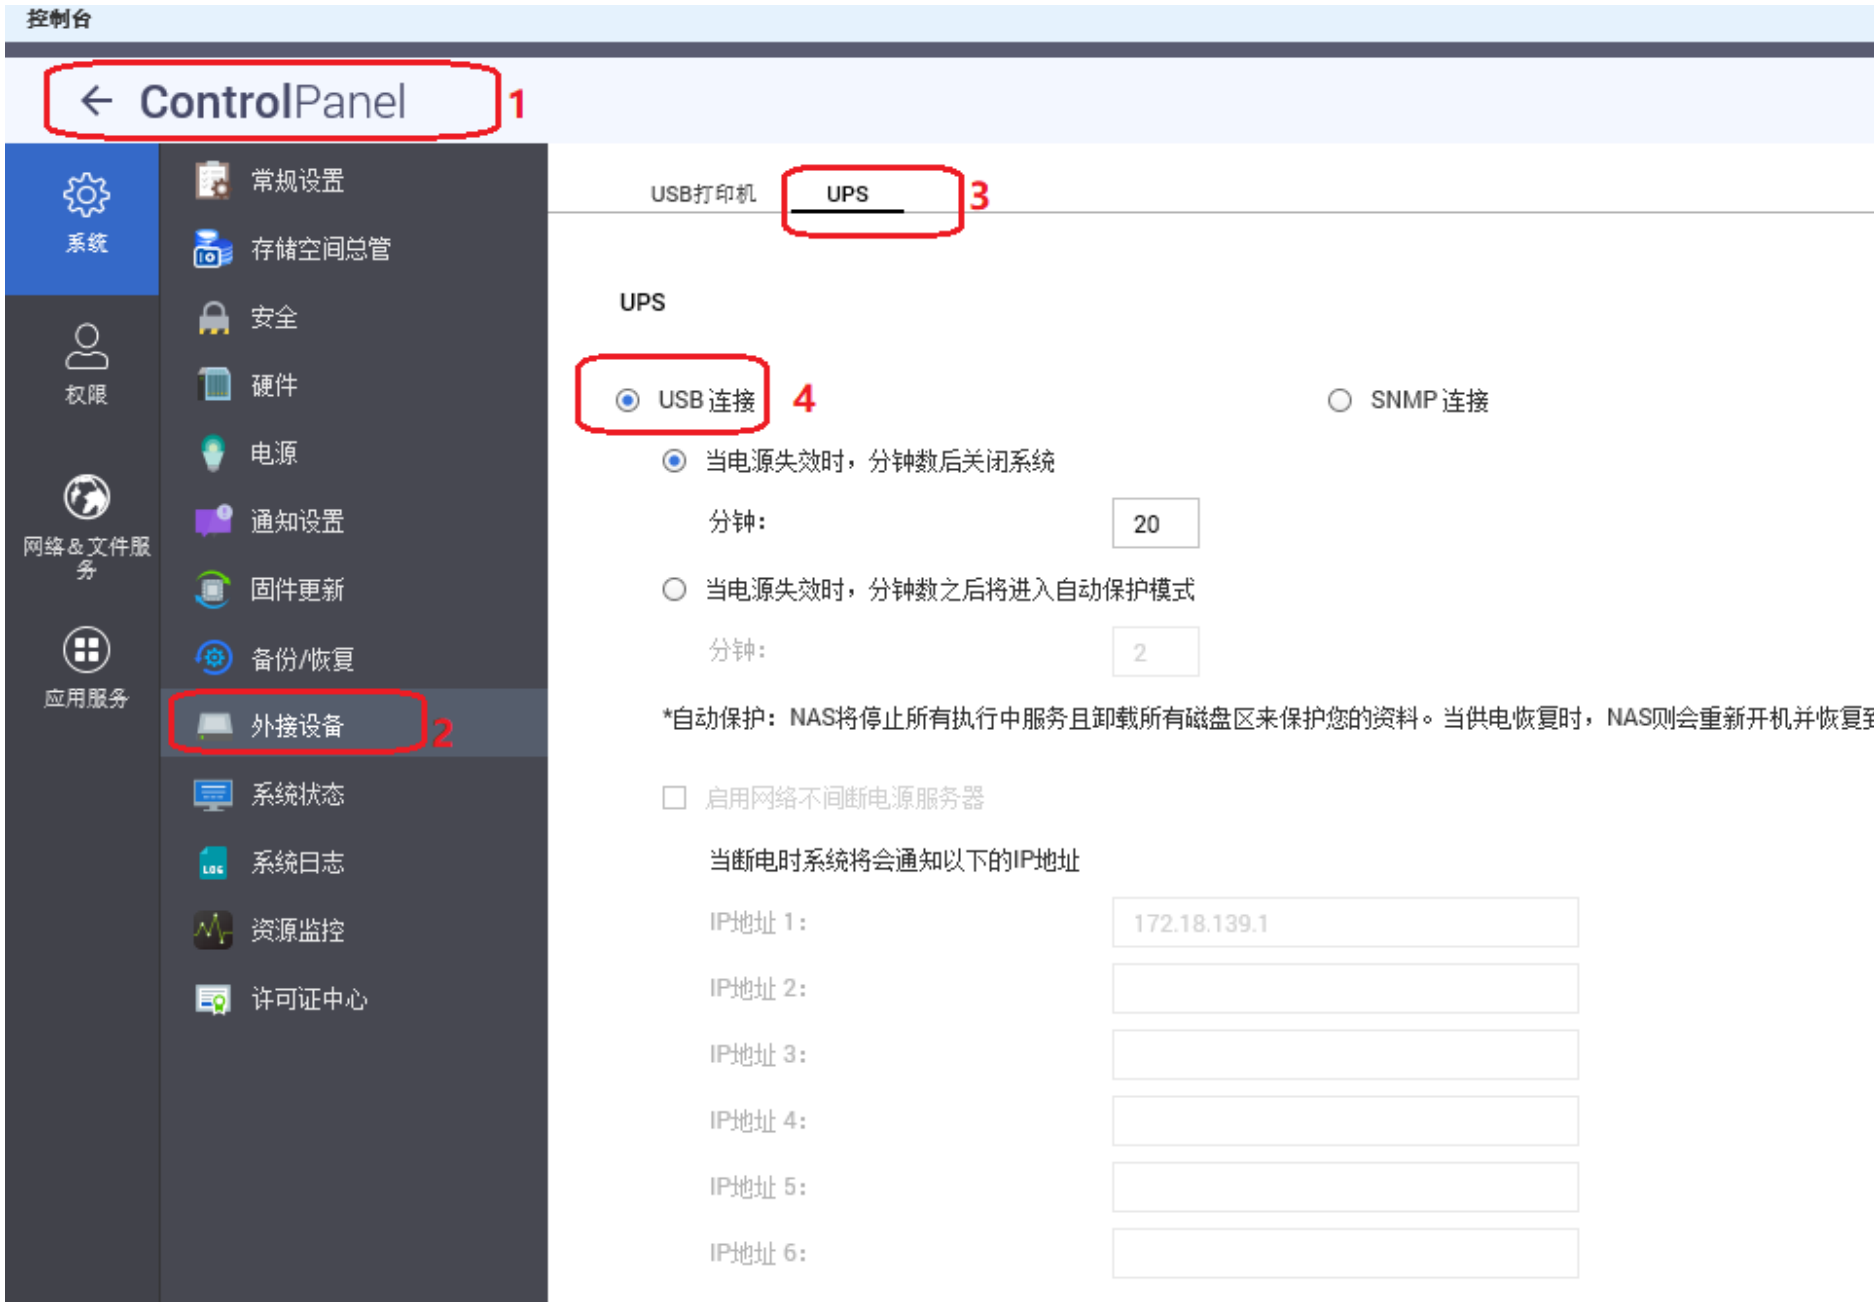 控制台
← ControlPanel 1
系统
权限
网络&文件服
务
应用服务
常规设置
存储空间总管
安全
硬件
电源
通知设置
固件更新
备份/恢复
外接设备 2
系统状态
LOG 系统日志
资源监控
许可证中心
USB打印机 UPS 3
UPS
USB 连接 4 SNMP 连接
当电源失效时，分钟数后关闭系统
分钟： 20
当电源失效时，分钟数之后将进入自动保护模式
分钟： 2
*自动保护：NAS将停止所有执行中服务且卸载所有磁盘区来保护您的资料。当供电恢复时，NAS则会重新开机并恢复
启用网络不间断电源服务器
当断电时系统将会通知以下的IP地址
IP地址 1： 172.18.139.1
IP地址 2：
IP地址 3：
IP地址 4：
IP地址 5：
IP地址 6：